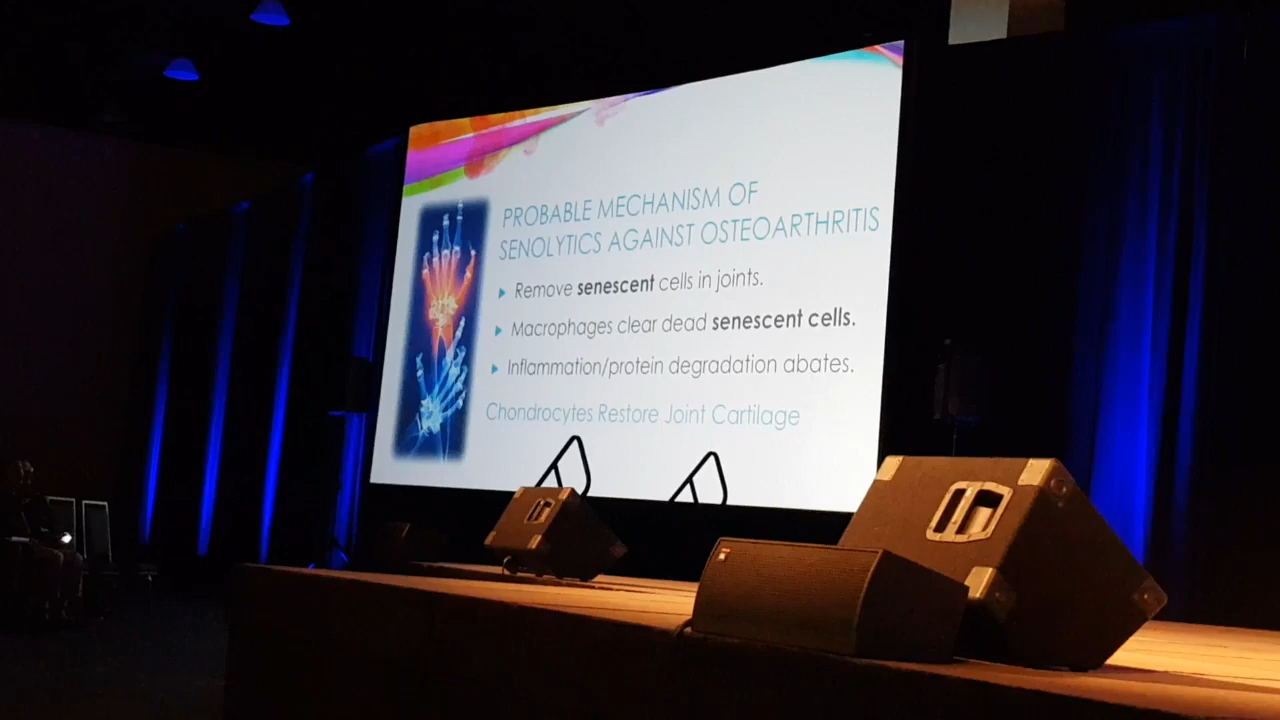 PROBABLE MECHANISM OF
SENOLYTICS AGAINST OSTEOARTHRITIS
Remove senescent cells in joints.
Macrophages clear dead senescent cells.
Inflammation/protein degradation abates.
Chondrocytes Restore Joint Cartilage